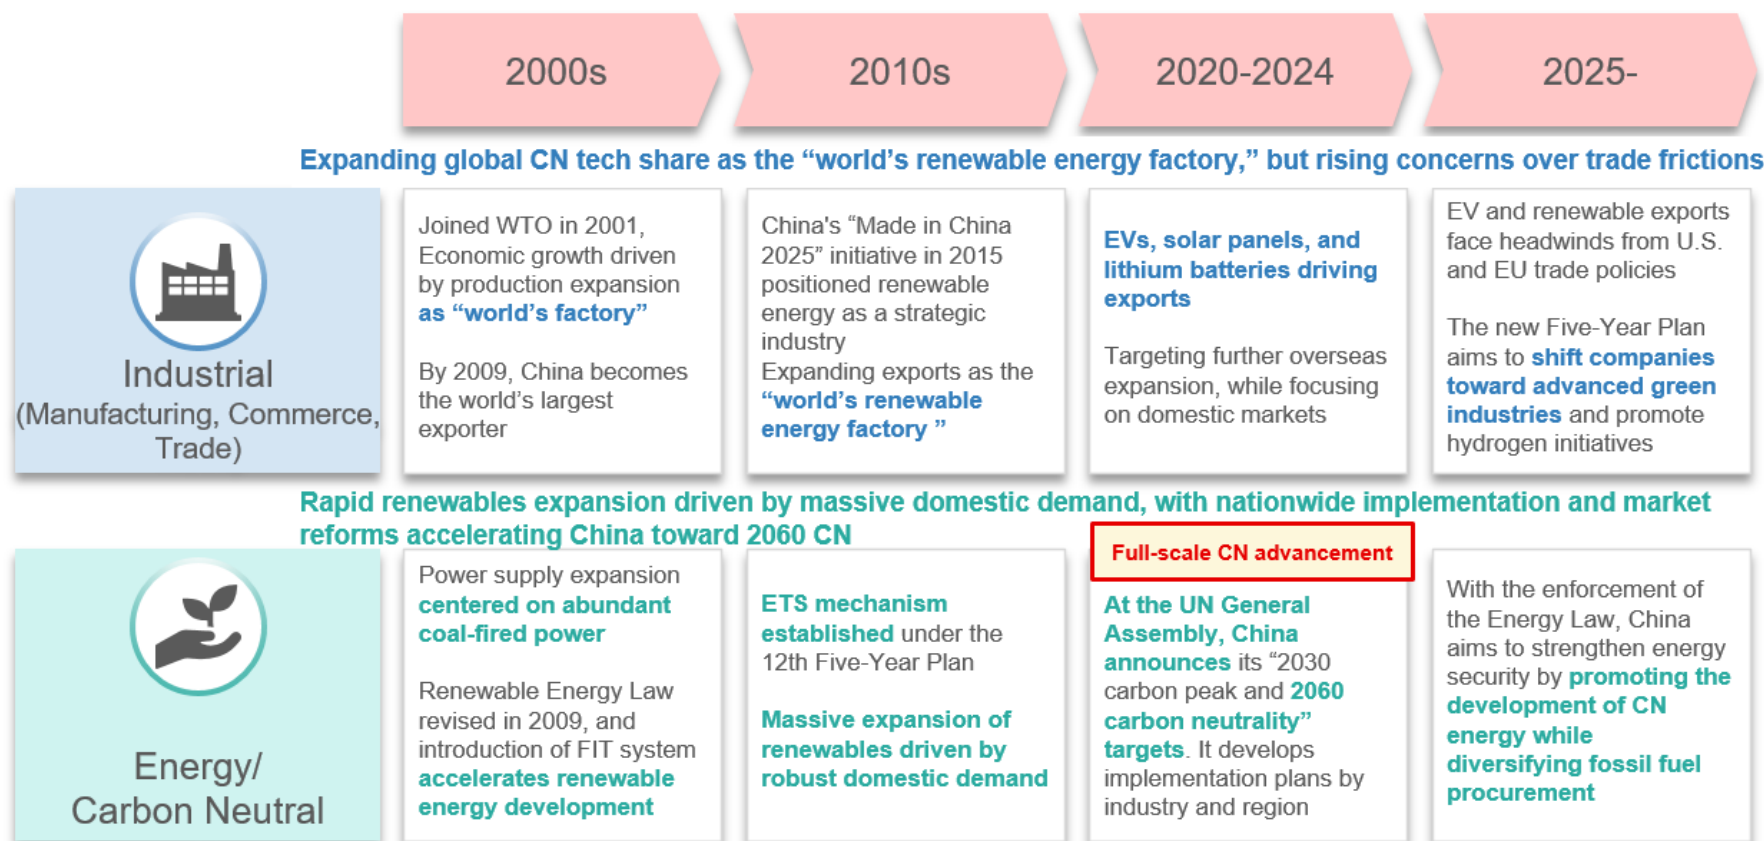 2000s
2010s
2020-2024
2025-
Expanding global CN tech share as the “world’s renewable energy factory,” but rising concerns over trade frictions
Industrial
(Manufacturing, Commerce,
Trade)
Joined WTO in 2001,
Economic growth driven
by production expansion
as “world’s factory”
By 2009, China becomes
the world’s largest
exporter
China's “Made in China
2025” initiative in 2015
positioned renewable
energy as a strategic
industry
Expanding exports as the
“world’s renewable
energy factory ”
EVs, solar panels, and
lithium batteries driving
exports
Targeting further overseas
expansion, while focusing
on domestic markets
EV and renewable exports
face headwinds from U.S.
and EU trade policies
The new Five-Year Plan
aims to shift companies
toward advanced green
industries and promote
hydrogen initiatives
Rapid renewables expansion driven by massive domestic demand, with nationwide implementation and market
reforms accelerating China toward 2060 CN
Energy/
Carbon Neutral
Power supply expansion
centered on abundant
coal-fired power
Renewable Energy Law
revised in 2009, and
introduction of FIT system
accelerates renewable
energy development
ETS mechanism
established under the
12th Five-Year Plan
Massive expansion of
renewables driven by
robust domestic demand
Full-scale CN advancement
At the UN General
Assembly, China
announces its “2030
carbon peak and 2060
carbon neutrality”
targets. It develops
implementation plans by
industry and region
With the enforcement of
the Energy Law, China
aims to strengthen energy
security by promoting the
development of CN
energy while
diversifying fossil fuel
procurement